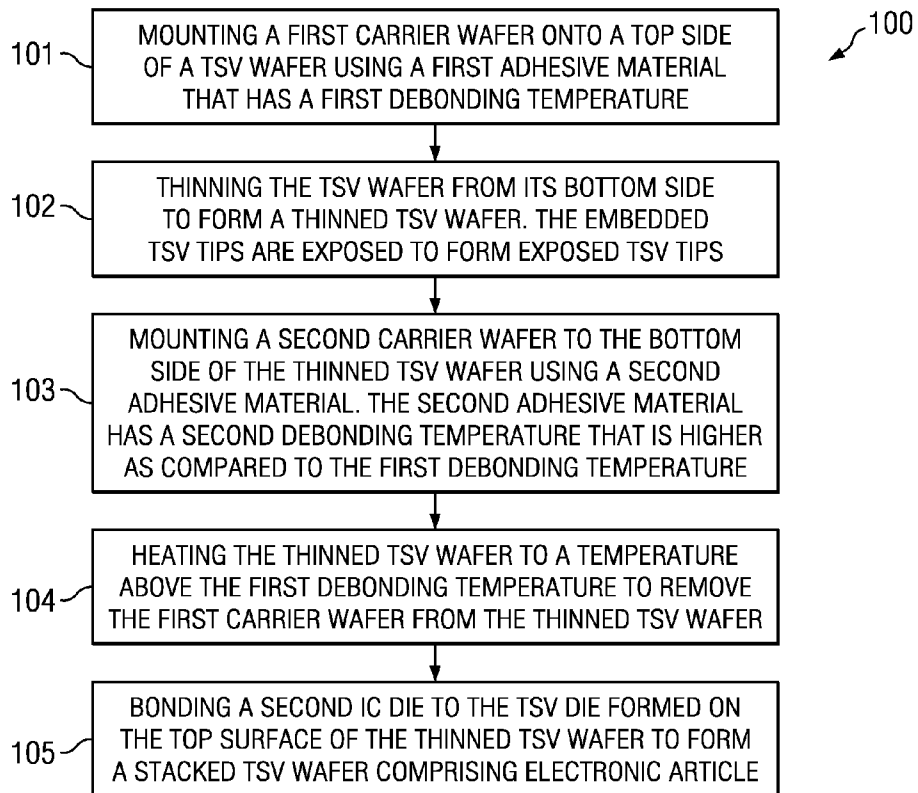 100
101
MOUNTING A FIRST CARRIER WAFER ONTO A TOP SIDE
OF A TSV WAFER USING A FIRST ADHESIVE MATERIAL
THAT HAS A FIRST DEBONDING TEMPERATURE
102
THINNING THE TSV WAFER FROM ITS BOTTOM SIDE
TO FORM A THINNED TSV WAFER. THE EMBEDDED
TSV TIPS ARE EXPOSED TO FORM EXPOSED TSV TIPS
103
MOUNTING A SECOND CARRIER WAFER TO THE BOTTOM
SIDE OF THE THINNED TSV WAFER USING A SECOND
ADHESIVE MATERIAL. THE SECOND ADHESIVE MATERIAL
HAS A SECOND DEBONDING TEMPERATURE THAT IS HIGHER
AS COMPARED TO THE FIRST DEBONDING TEMPERATURE
104
HEATING THE THINNED TSV WAFER TO A TEMPERATURE
ABOVE THE FIRST DEBONDING TEMPERATURE TO REMOVE
THE FIRST CARRIER WAFER FROM THE THINNED TSV WAFER
105
BONDING A SECOND IC DIE TO THE TSV DIE FORMED ON
THE TOP SURFACE OF THE THINNED TSV WAFER TO FORM
A STACKED TSV WAFER COMPRISING ELECTRONIC ARTICLE